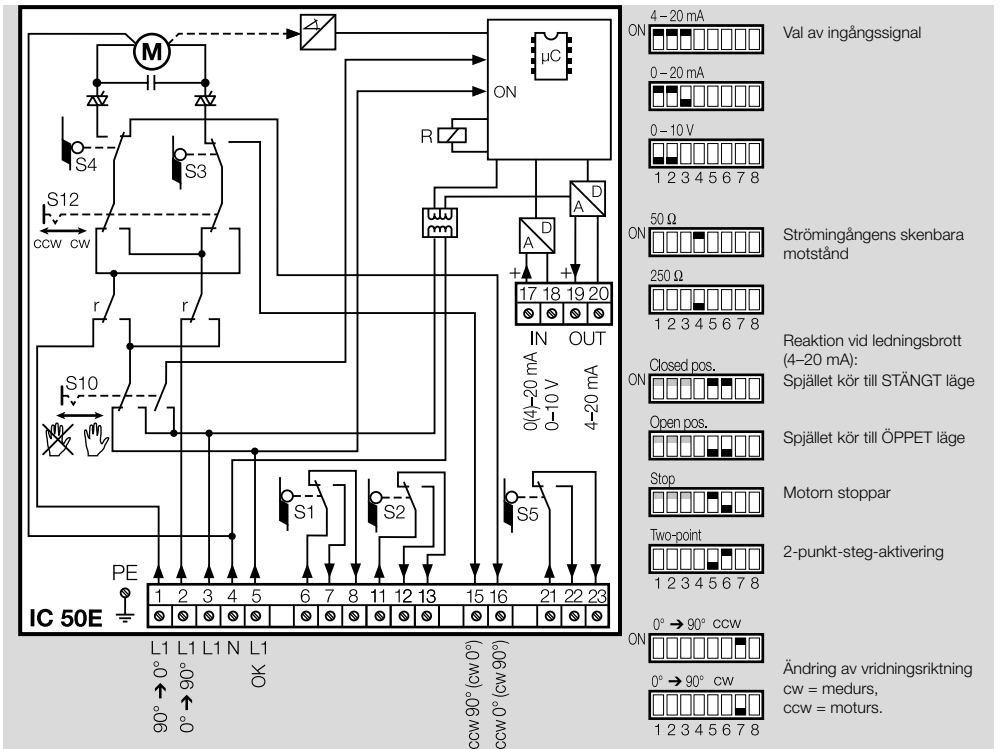 M
µC
ON
R
S4
S3
S12
ccw cw
r
r
S10
D
A
D
A
+
+
17 18 19 20
IN OUT
0(4)–20 mA
0–10 V
4–20 mA
S1
S2
S5
PE
1 2 3 4 5 6 7 8 11 12 13 15 16 21 22 23
IC 50E
L1 L1 L1 N L1
90° → 0°
0° → 90°
OK
ccw 90° (cw 0°)
ccw 0° (cw 90°)
4–20 mA
ON
Val av ingångssignal
0–20 mA
0–10 V
1 2 3 4 5 6 7 8
50 Ω
ON
Strömingångens skenbara
motstånd
250 Ω
1 2 3 4 5 6 7 8
Reaktion vid ledningsbrott
(4–20 mA):
Closed pos.
ON
Spjället kör till STÄNGT läge
Open pos.
Spjället kör till ÖPPET läge
Stop
Motorn stoppar
Two-point
2-punkt-steg-aktivering
1 2 3 4 5 6 7 8
0° → 90° ccw
ON
Ändring av vridningsriktning
cw = medurs,
ccw = moturs.
0° → 90° cw
1 2 3 4 5 6 7 8